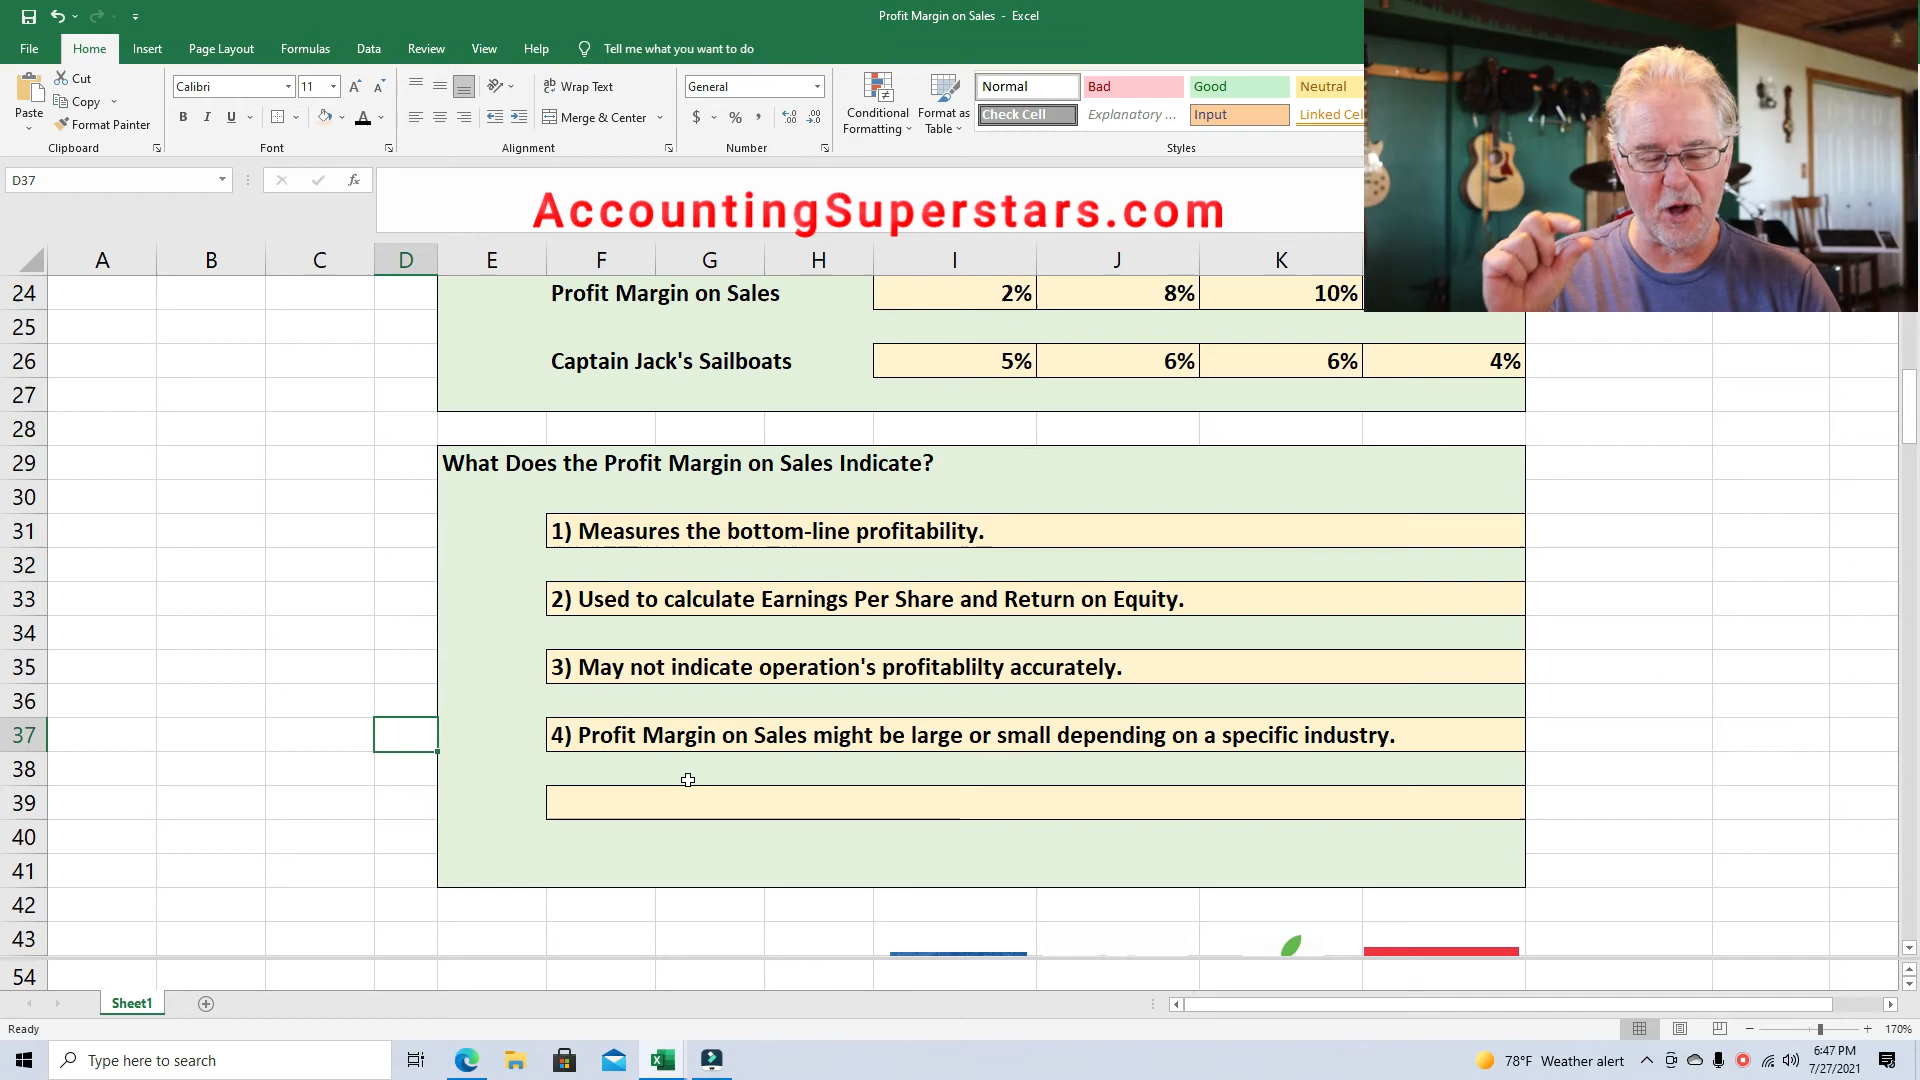 Profit Margin on Sales - Excel
File Home Insert Page Layout Formulas Data Review View Help Tell me what you want to do
Paste
Cut
Copy
Format Painter
Clipboard
Calibri 11
B I U
Font
Wrap Text
Merge & Center
Alignment
General
$ % ,
Number
Conditional Formatting
Format as Table
Normal Bad Good Neutral
Check Cell Explanatory ... Input Linked Cel
Styles
D37
fx
AccountingSuperstars.com
A B C D E F G H I J K
24 Profit Margin on Sales 2% 8% 10%
25
26 Captain Jack's Sailboats 5% 6% 6% 4%
27
28
29 What Does the Profit Margin on Sales Indicate?
30
31 1) Measures the bottom-line profitability.
32
33 2) Used to calculate Earnings Per Share and Return on Equity.
34
35 3) May not indicate operation's profitablilty accurately.
36
37 4) Profit Margin on Sales might be large or small depending on a specific industry.
38
39
40
41
42
43
54
Sheet1
Ready
170%
Type here to search
78°F Weather alert
6:47 PM
7/27/2021